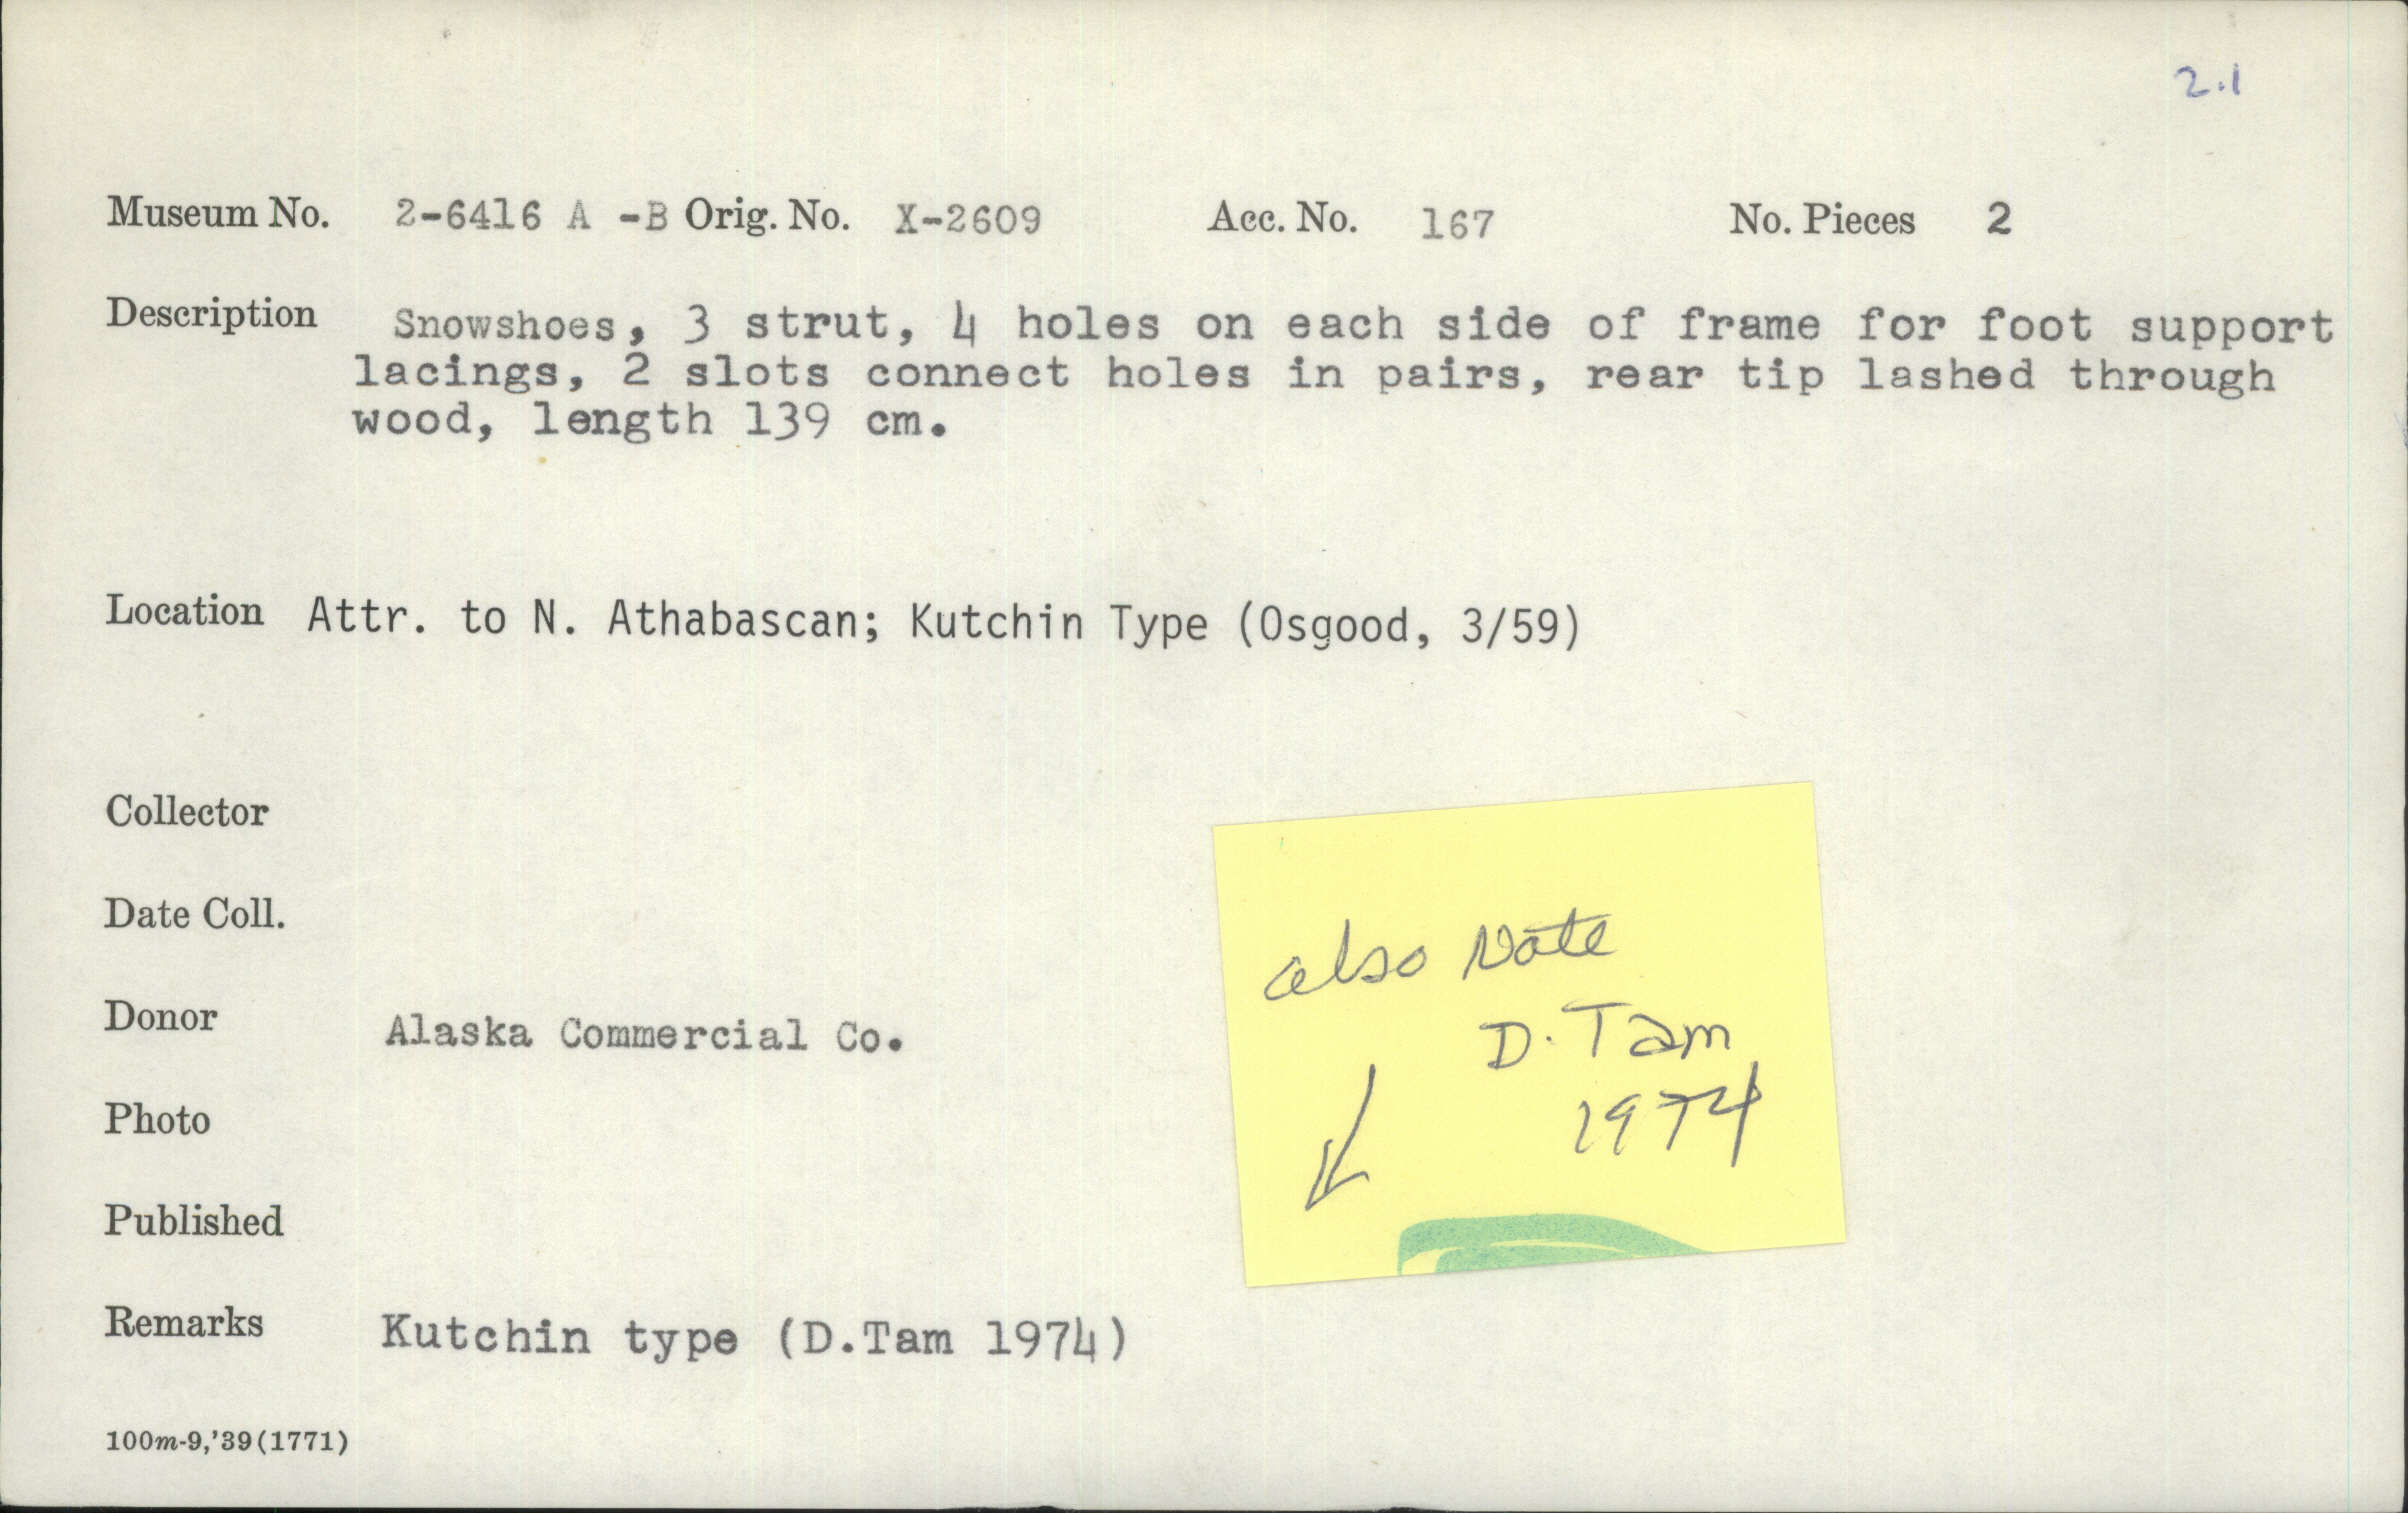 2.1
Museum No. 2-6416 A -B Orig. No. X-2609 Acc. No. 167 No. Pieces 2
Description Snowshoes, 3 strut, 4 holes on each side of frame for foot support
lacings, 2 slots connect holes in pairs, rear tip lashed through
wood, length 139 cm.
Location Attr. to N. Athabascan; Kutchin Type (Osgood, 3/59)
Collector
Date Coll.
Donor Alaska Commercial Co.
Photo
Published
Remarks Kutchin type (D.Tam 1974)
100m-9,'39(1771)
also Note
D. Tam
1974